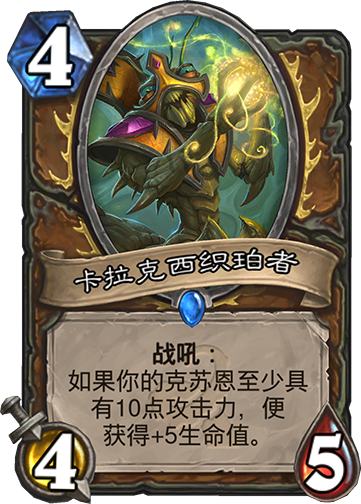 4
卡拉克西织珀者
战吼：
如果你的克苏恩至少具
有10点攻击力，便
获得+5生命值。
4
5